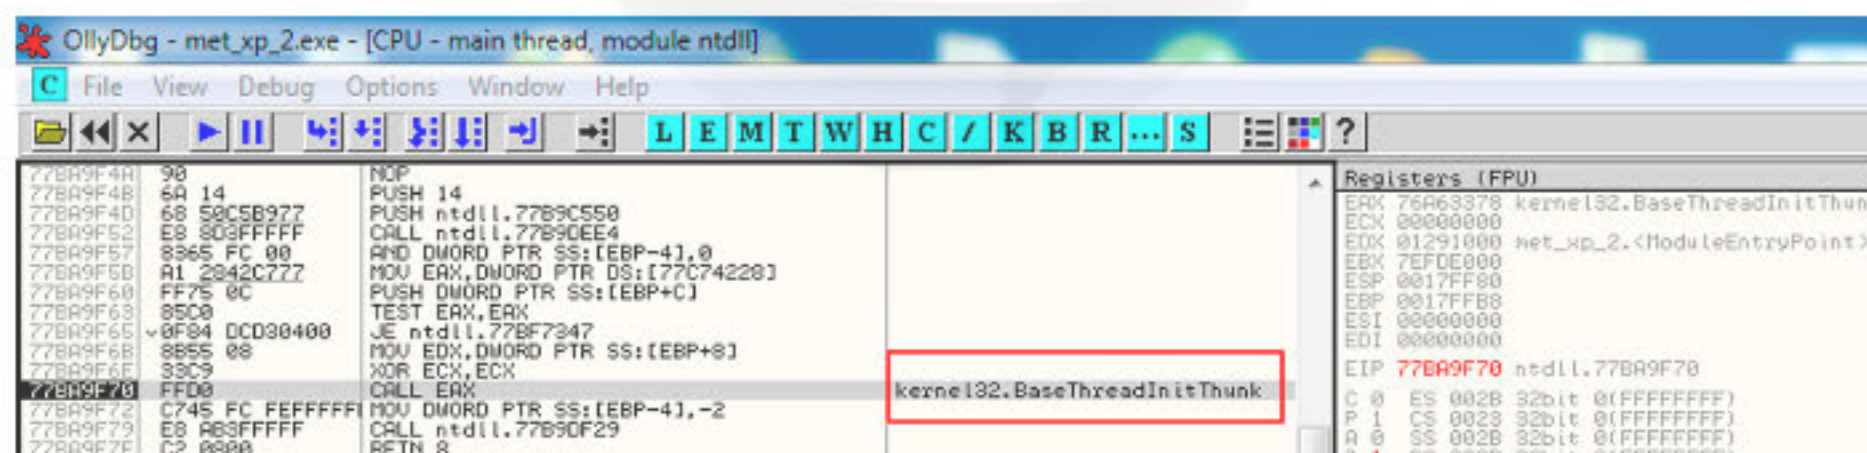 OllyDbg - met_xp_2.exe - [CPU - main thread, module ntdll]
C File View Debug Options Window Help
L E M T W H C / K B R ... S ?
77BA9F4A 90 NOP
77BA9F4B 6A 14 PUSH 14
77BA9F4D 68 50C5B977 PUSH ntdll.77B9C550
77BA9F52 E8 8D3FFFFF CALL ntdll.77B9DEE4
77BA9F57 8365 FC 00 AND DWORD PTR SS:[EBP-4],0
77BA9F5B A1 2842C777 MOV EAX,DWORD PTR DS:[77C74228]
77BA9F60 FF75 0C PUSH DWORD PTR SS:[EBP+C]
77BA9F63 85C0 TEST EAX,EAX
77BA9F65 0F84 DCD30400 JE ntdll.77BF7347
77BA9F6B 8B55 08 MOV EDX,DWORD PTR SS:[EBP+8]
77BA9F6E 33C9 XOR ECX,ECX
77BA9F70 FFD0 CALL EAX kernel32.BaseThreadInitThunk
77BA9F72 C745 FC FEFFFFFI MOV DWORD PTR SS:[EBP-4],-2
77BA9F79 E8 AB3FFFFF CALL ntdll.77B9DF29
77BA9F7E C2 0800 RETN 8
Registers (FPU)
EAX 76A63378 kernel32.BaseThreadInitThun
ECX 00000000
EDX 01291000 met_xp_2.<ModuleEntryPoint>
EBX 7EFDE000
ESP 0017FF80
EBP 0017FFB8
ESI 00000000
EDI 00000000
EIP 77BA9F70 ntdll.77BA9F70
C 0 ES 002B 32bit 0(FFFFFFFF)
P 1 CS 0023 32bit 0(FFFFFFFF)
A 0 SS 002B 32bit 0(FFFFFFFF)